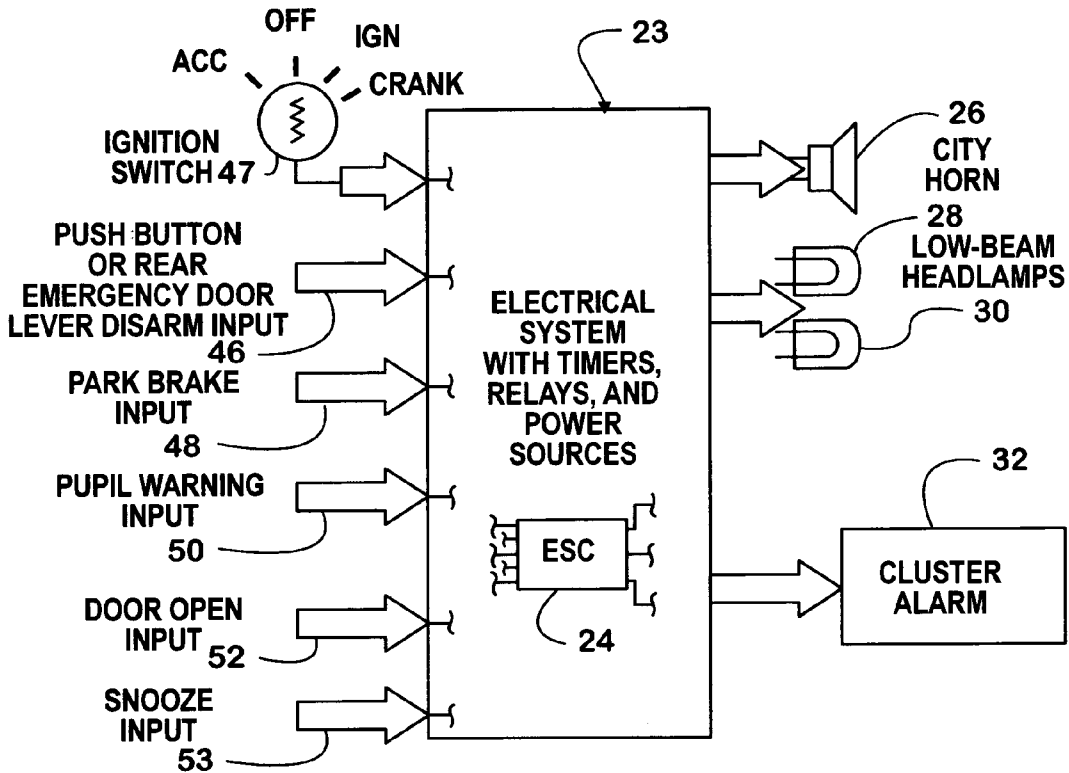 OFF
IGN
ACC
CRANK
23
IGNITION
SWITCH 47
26
CITY
HORN
28
PUSH BUTTON
OR REAR
EMERGENCY DOOR
LEVER DISARM INPUT
46
LOW-BEAM
HEADLAMPS
30
ELECTRICAL
SYSTEM
WITH TIMERS,
RELAYS, AND
POWER
SOURCES
PARK BRAKE
INPUT
48
PUPIL WARNING
INPUT
50
ESC
24
32
CLUSTER
ALARM
DOOR OPEN
INPUT
52
SNOOZE
INPUT
53